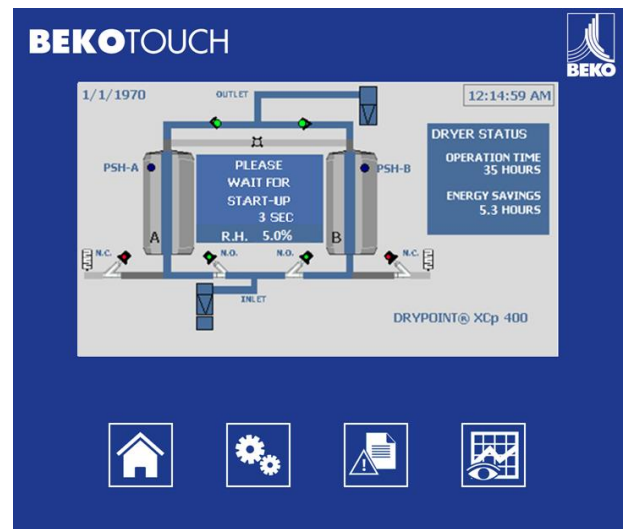 BEKOTOUCH
BEKO
1/1/1970
OUTLET
12:14:59 AM
DRYER STATUS
OPERATION TIME
35 HOURS
ENERGY SAVINGS
5.3 HOURS
PSH-A
PLEASE
WAIT FOR
START-UP
3 SEC
R.H. 5.0%
PSH-B
A
B
N.C.
N.O.
N.O.
N.C.
INLET
DRYPOINT® XCp 400